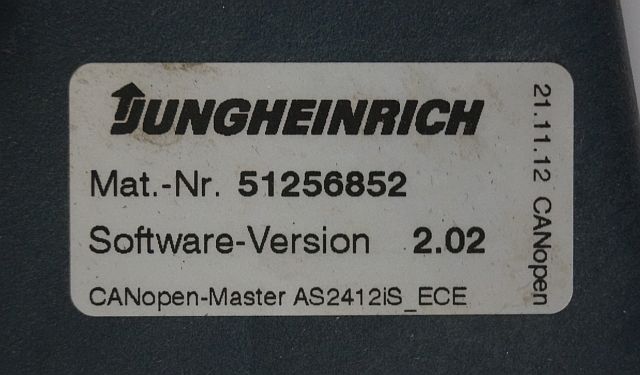 JUNGHEINRICH
Mat.-Nr. 51256852
Software-Version 2.02
CANopen-Master AS2412iS_ECE
21.11.12 CANopen